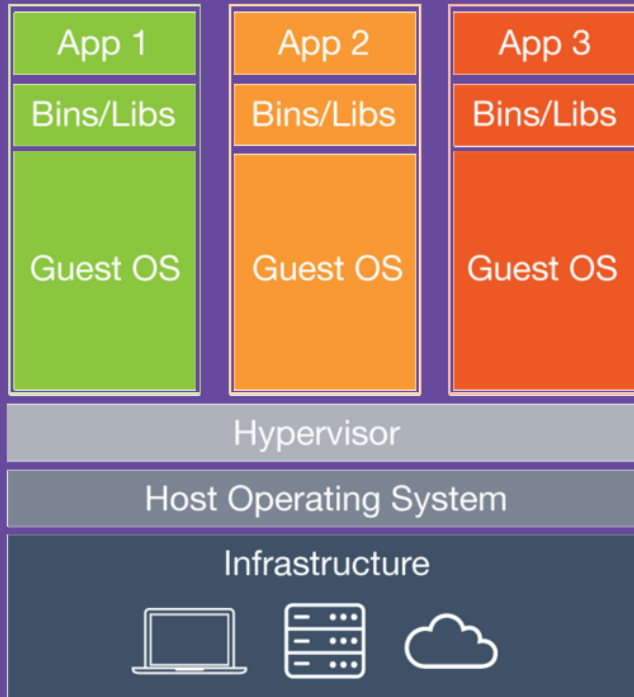 App 1
App 2
App 3
Bins/Libs
Bins/Libs
Bins/Libs
Guest OS
Guest OS
Guest OS
Hypervisor
Host Operating System
Infrastructure